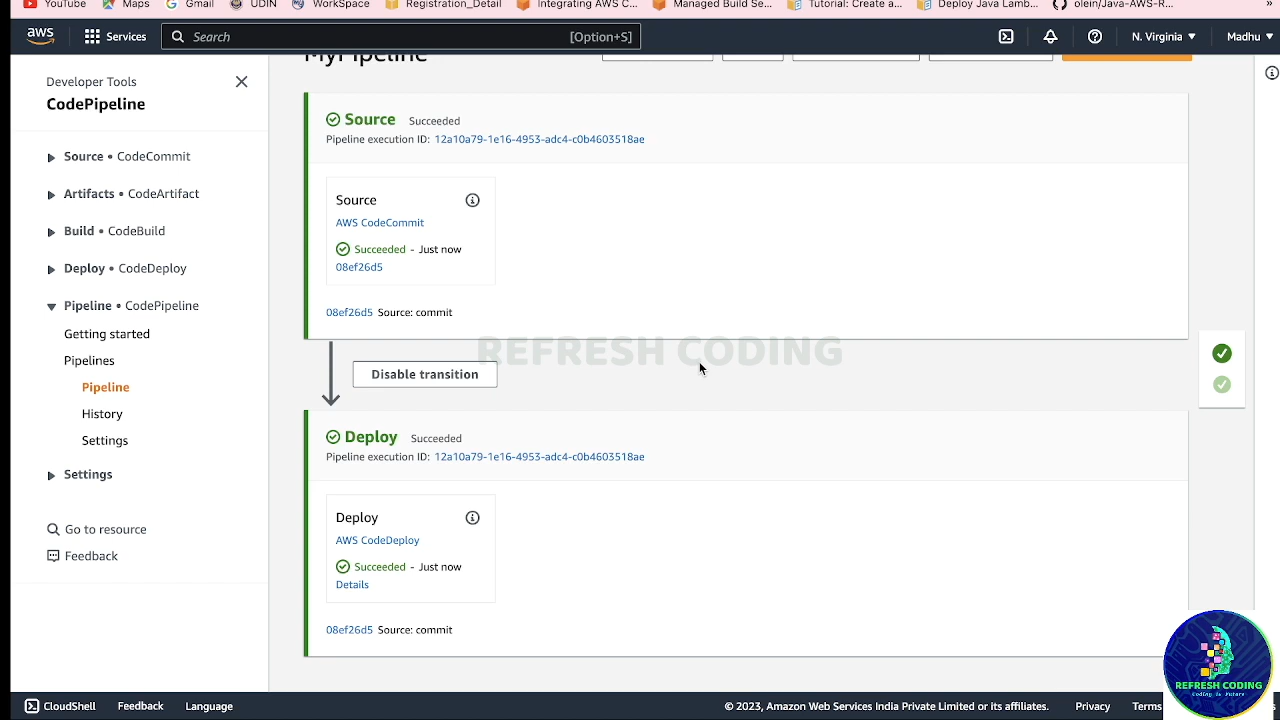 YouTube
Maps
Gmail
UDIN
WorkSpace
Registration_Detail
Integrating AWS C...
Managed Build Se...
Tutorial: Create a...
Deploy Java Lamb...
olein/Java-AWS-R...
»
aws
Services
Search
[Option+S]
N. Virginia ▼
Madhu ▼
Developer Tools
CodePipeline
Source • CodeCommit
Artifacts • CodeArtifact
Build • CodeBuild
Deploy • CodeDeploy
Pipeline • CodePipeline
Getting started
Pipelines
Pipeline
History
Settings
Settings
Go to resource
Feedback
MyPipeline
Source Succeeded
Pipeline execution ID: 12a10a79-1e16-4953-adc4-c0b4603518ae
Source
AWS CodeCommit
Succeeded - Just now
08ef26d5
08ef26d5 Source: commit
REFRESH CODING
Disable transition
Deploy Succeeded
Pipeline execution ID: 12a10a79-1e16-4953-adc4-c0b4603518ae
Deploy
AWS CodeDeploy
Succeeded - Just now
Details
08ef26d5 Source: commit
REFRESH CODING
Coding Is Future
CloudShell
Feedback
Language
© 2023, Amazon Web Services India Private Limited or its affiliates.
Privacy
Terms